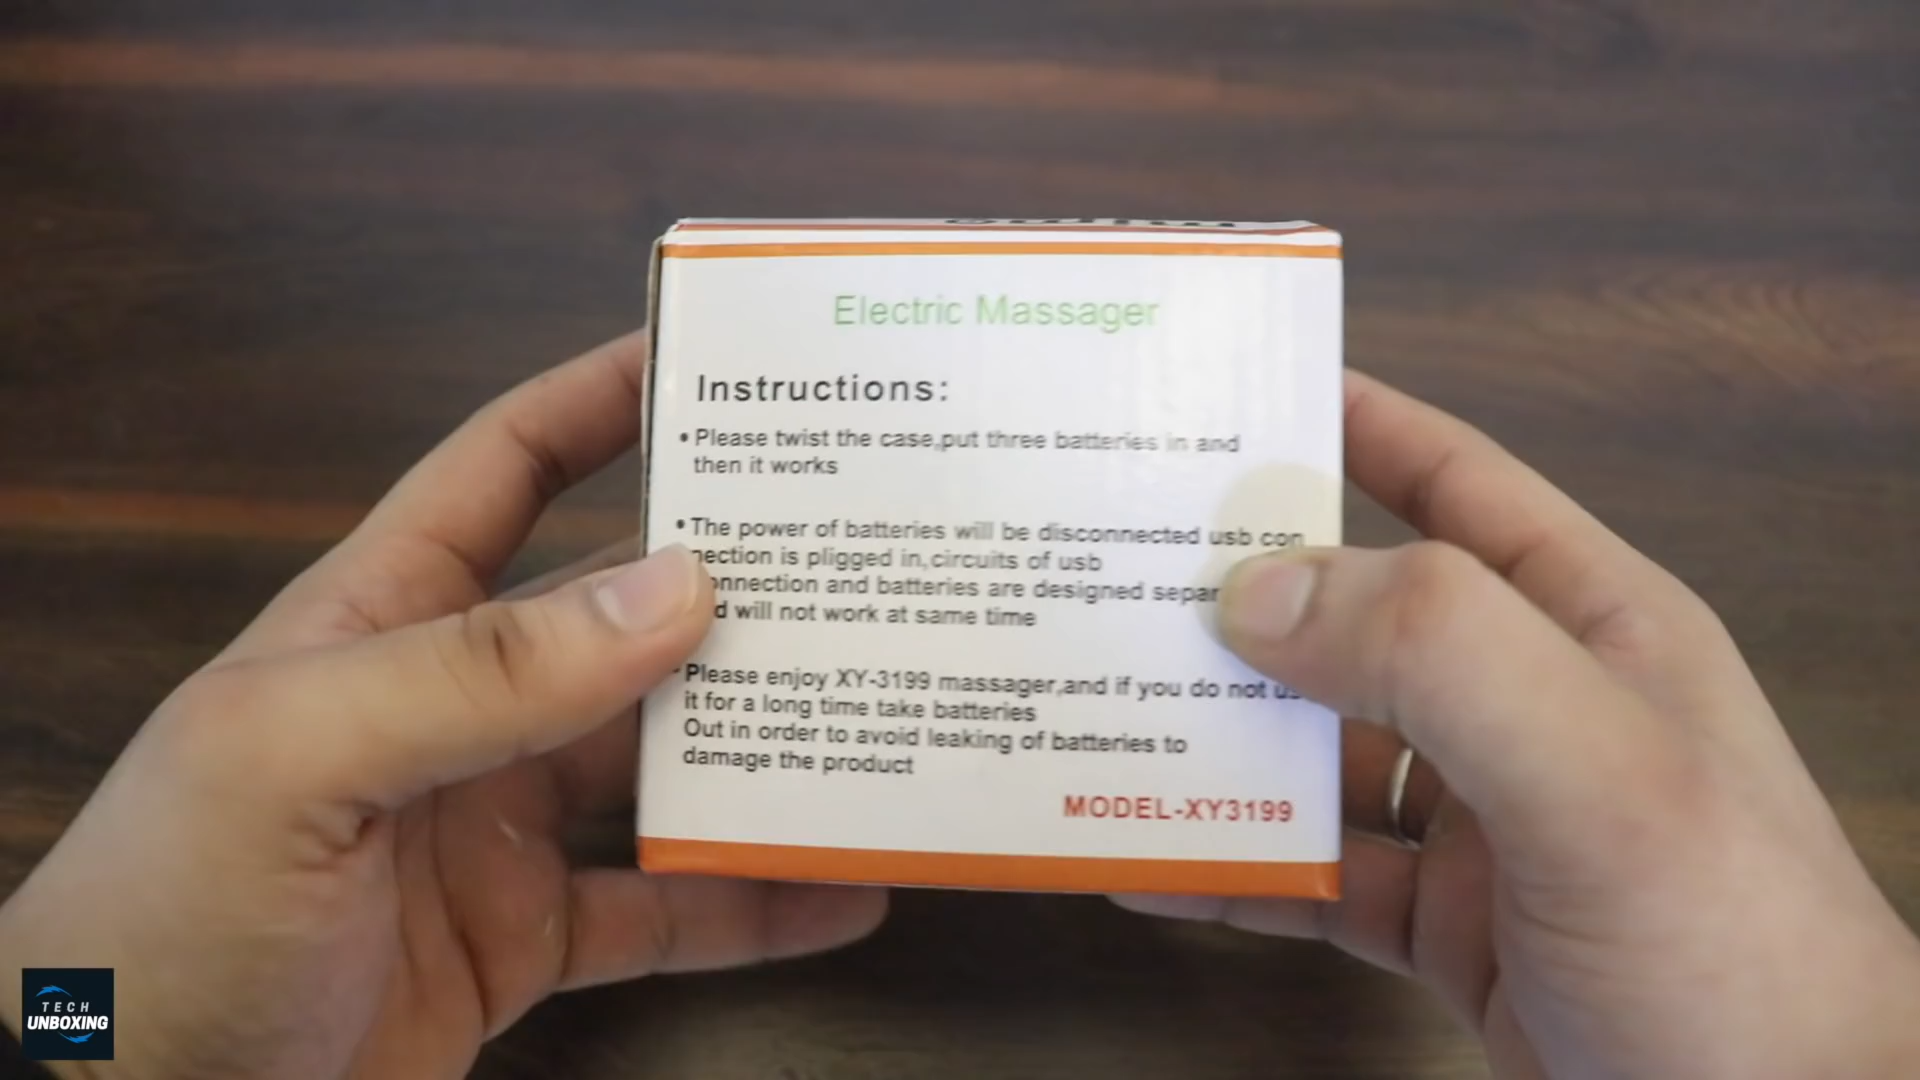 Electric Massager
Instructions:
• Please twist the case,put three batteries in and
then it works
• The power of batteries will be disconnected usb con
nection is pligged in,circuits of usb
onnection and batteries are designed separ
d will not work at same time
Please enjoy XY-3199 massager,and if you do not us
it for a long time take batteries
Out in order to avoid leaking of batteries to
damage the product
MODEL-XY3199
TECH
UNBOXING